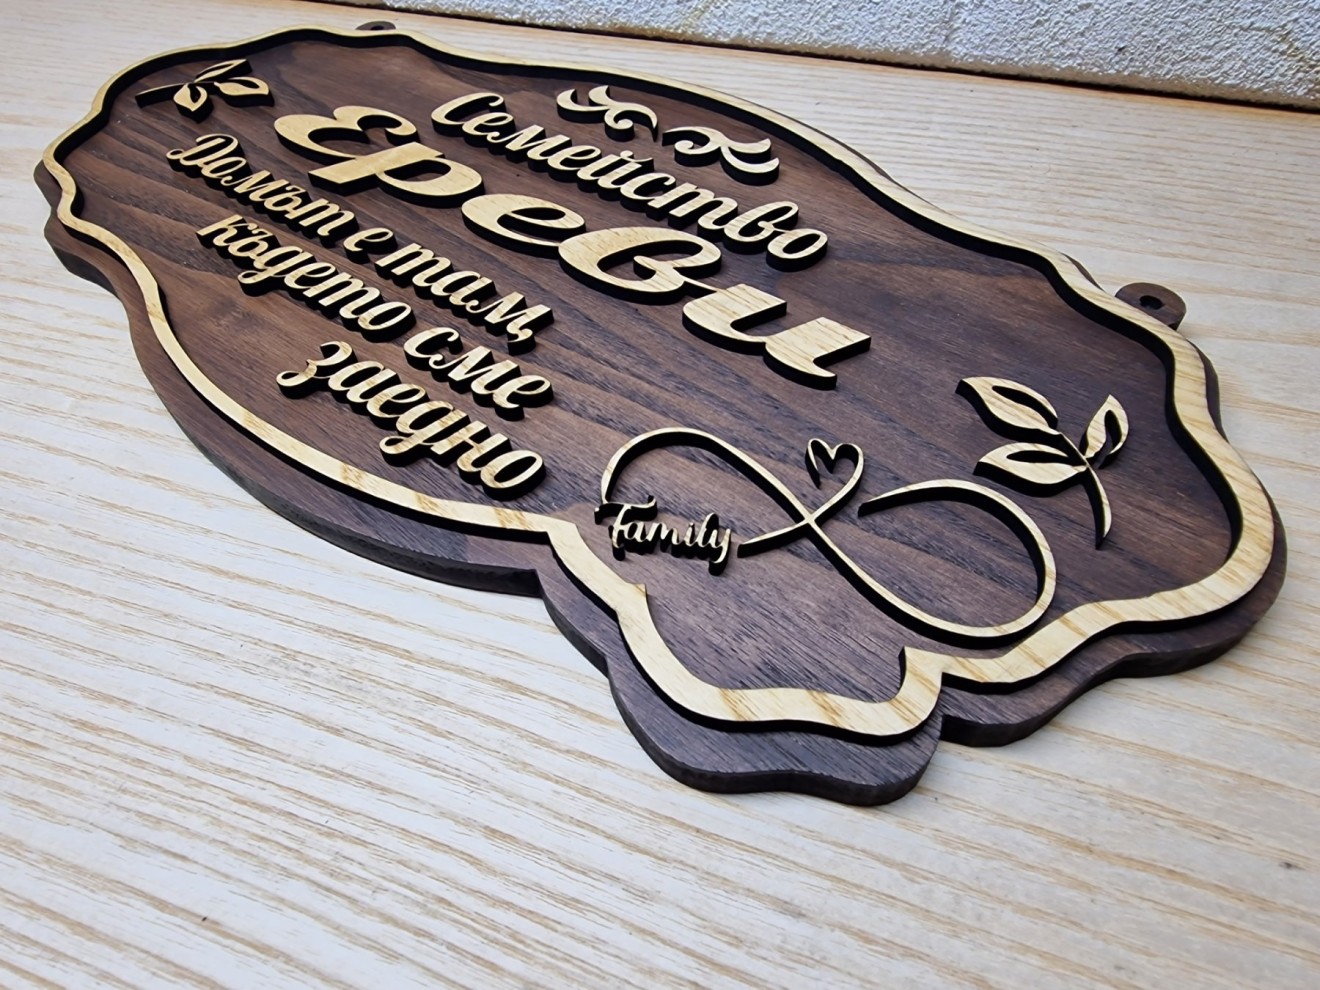 Семейство
Ереви
Домът е там,
където сме
заедно
Family